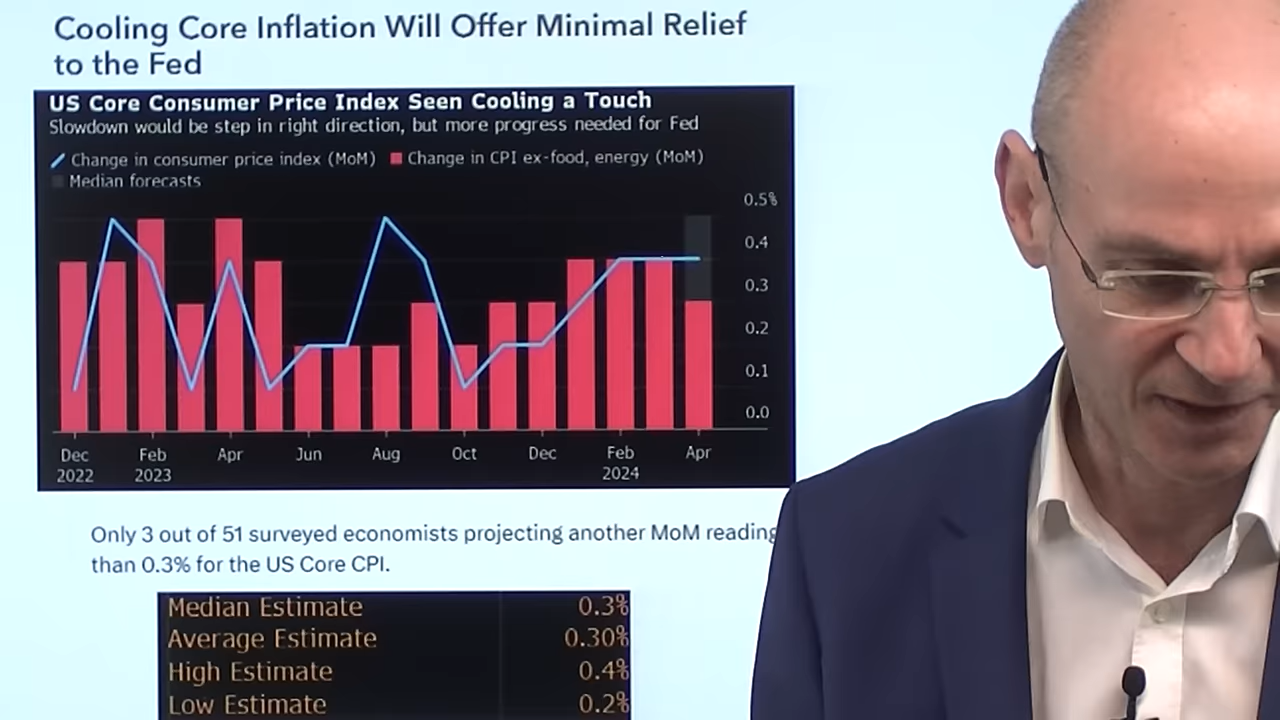 Cooling Core Inflation Will Offer Minimal Relief
to the Fed
US Core Consumer Price Index Seen Cooling a Touch
Slowdown would be step in right direction, but more progress needed for Fed
Change in consumer price index (MoM) Change in CPI ex-food, energy (MoM)
Median forecasts
0.5%
0.4
0.3
0.2
0.1
0.0
Dec Feb Apr Jun Aug Oct Dec Feb Apr
2022 2023 2024
Only 3 out of 51 surveyed economists projecting another MoM reading
than 0.3% for the US Core CPI.
Median Estimate 0.3%
Average Estimate 0.30%
High Estimate 0.4%
Low Estimate 0.2%